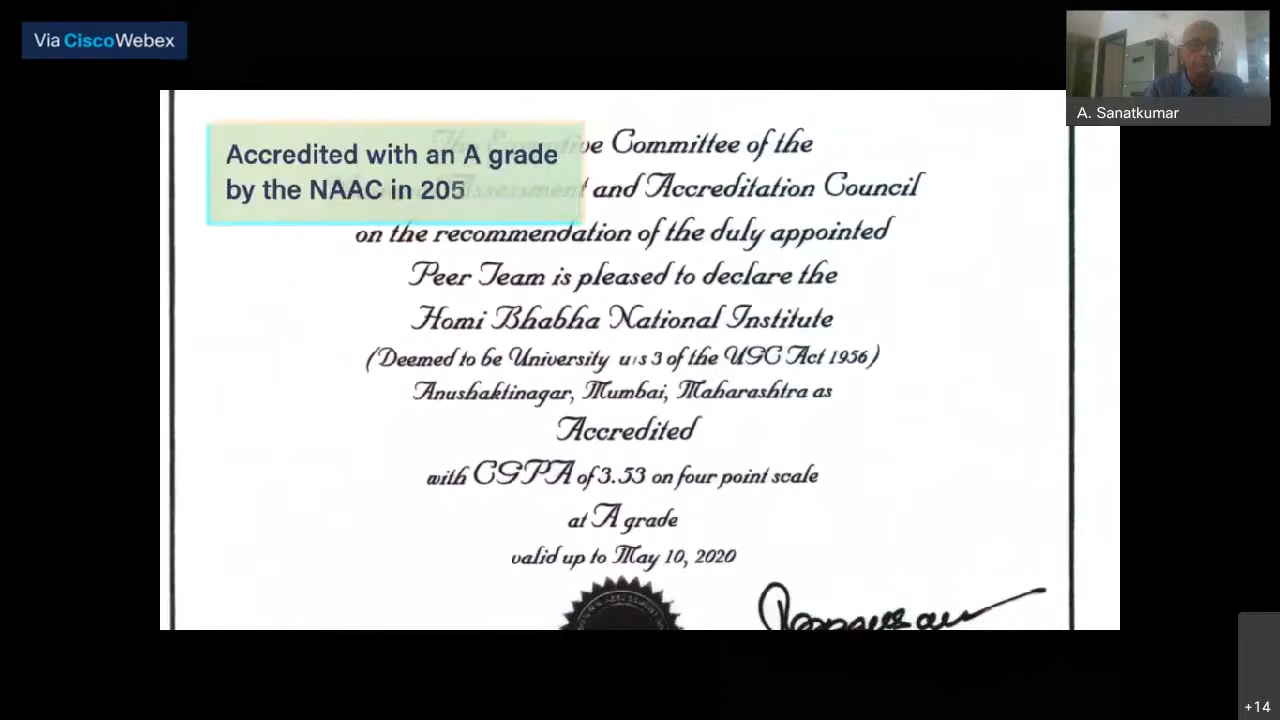 Via Cisco Webex
A. Sanatkumar
Accredited with an A grade
by the NAAC in 205
Committee of the
and Accreditation Council
on the recommendation of the duly appointed
Peer Team is pleased to declare the
Homi Bhabha National Institute
(Deemed to be University u/s 3 of the UGC Act 1956)
Anushaktinagar, Mumbai, Maharashtra as
Accredited
with CGPA of 3.53 on four point scale
at A grade
valid up to May 10, 2020
+14